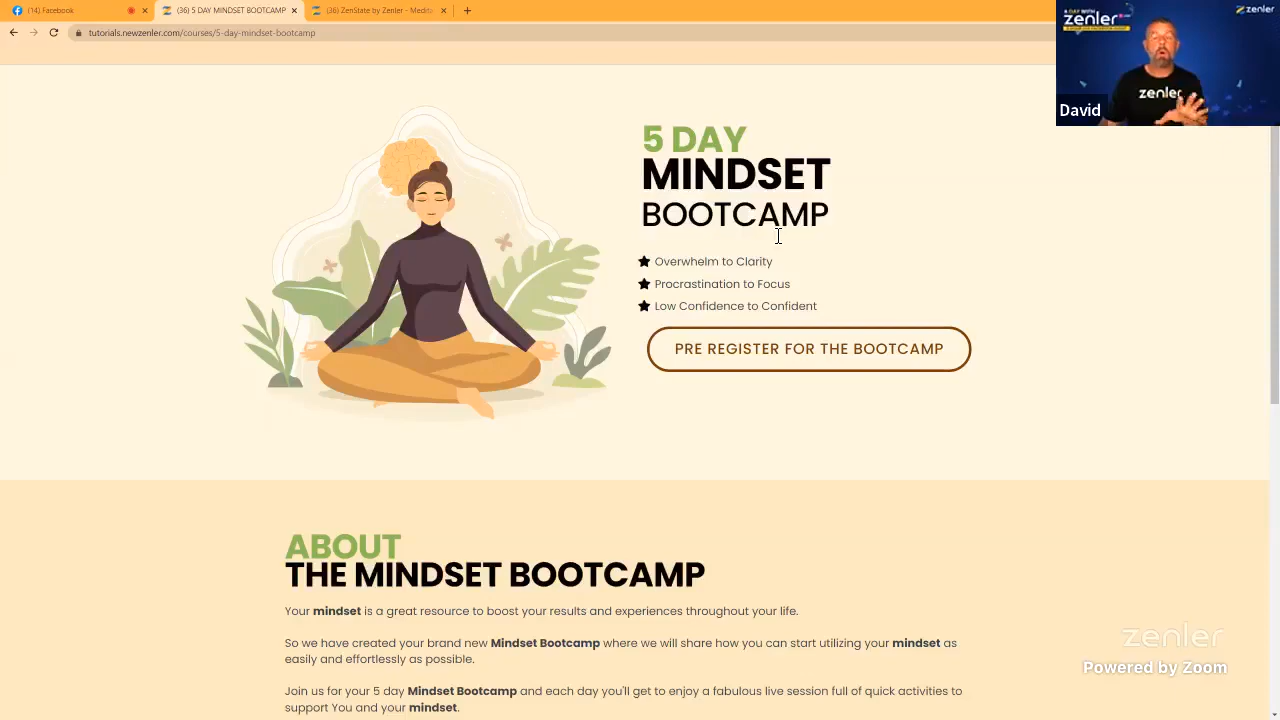 (14) Facebook
(36) 5 DAY MINDSET BOOTCAMP
(36) ZenState by Zenler - Medita
tutorials.newzenler.com/courses/5-day-mindset-bootcamp
A DAY WITH
zenler
zenler
zenler
David
5 DAY
MINDSET
BOOTCAMP
Overwhelm to Clarity
Procrastination to Focus
Low Confidence to Confident
PRE REGISTER FOR THE BOOTCAMP
ABOUT
THE MINDSET BOOTCAMP
Your mindset is a great resource to boost your results and experiences throughout your life.
So we have created your brand new Mindset Bootcamp where we will share how you can start utilizing your mindset as
easily and effortlessly as possible.
Join us for your 5 day Mindset Bootcamp and each day you'll get to enjoy a fabulous live session full of quick activities to
support You and your mindset.
zenler
Powered by Zoom